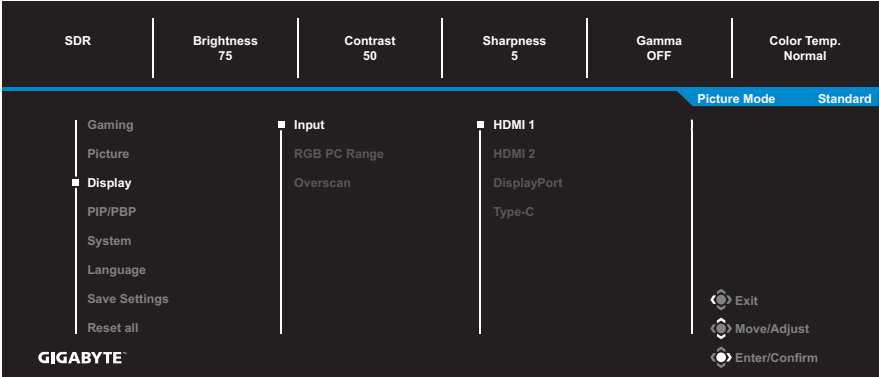 SDR Brightness Contrast Sharpness Gamma Color Temp.
75 50 5 OFF Normal
Picture Mode Standard
Gaming Input HDMI 1
Picture RGB PC Range HDMI 2
Display Overscan DisplayPort
PIP/PBP Type-C
System
Language
Save Settings Exit
Reset all Move/Adjust
GIGABYTE™ Enter/Confirm